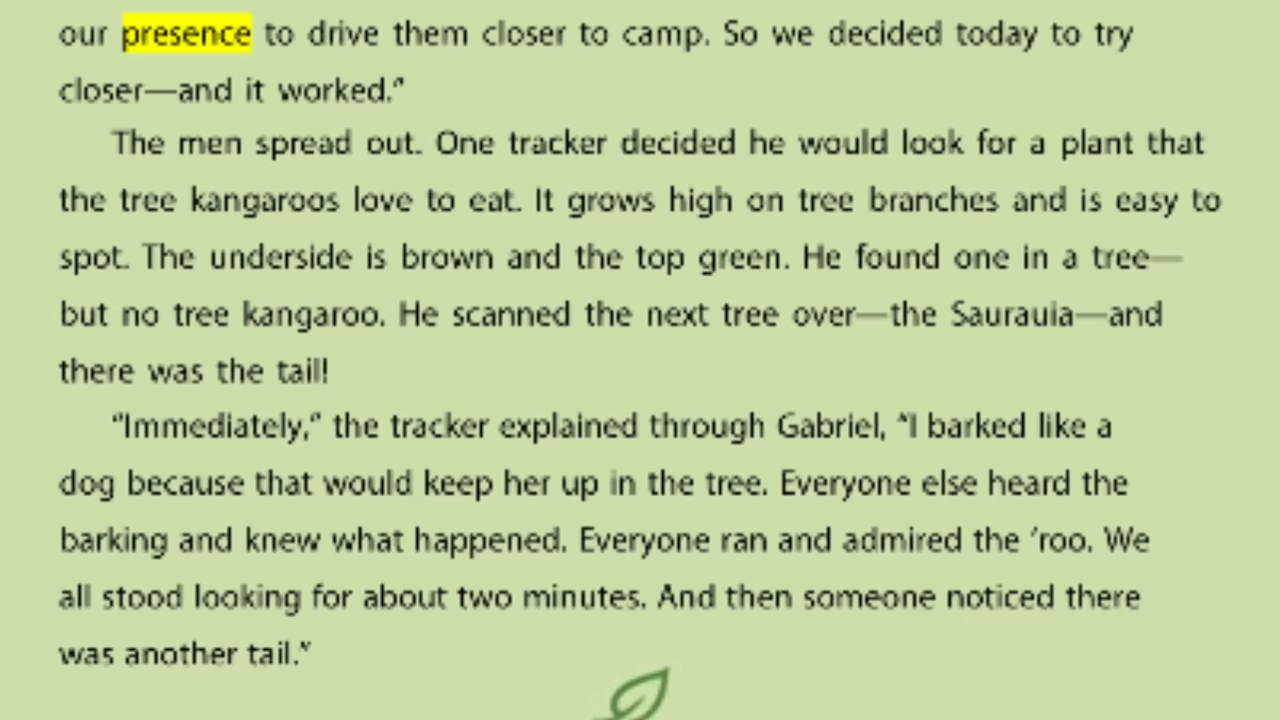 our presence to drive them closer to camp. So we decided today to try
closer—and it worked.”
The men spread out. One tracker decided he would look for a plant that
the tree kangaroos love to eat. It grows high on tree branches and is easy to
spot. The underside is brown and the top green. He found one in a tree—
but no tree kangaroo. He scanned the next tree over—the Saurauia—and
there was the tail!
“Immediately,” the tracker explained through Gabriel, “I barked like a
dog because that would keep her up in the tree. Everyone else heard the
barking and knew what happened. Everyone ran and admired the ’roo. We
all stood looking for about two minutes. And then someone noticed there
was another tail.”